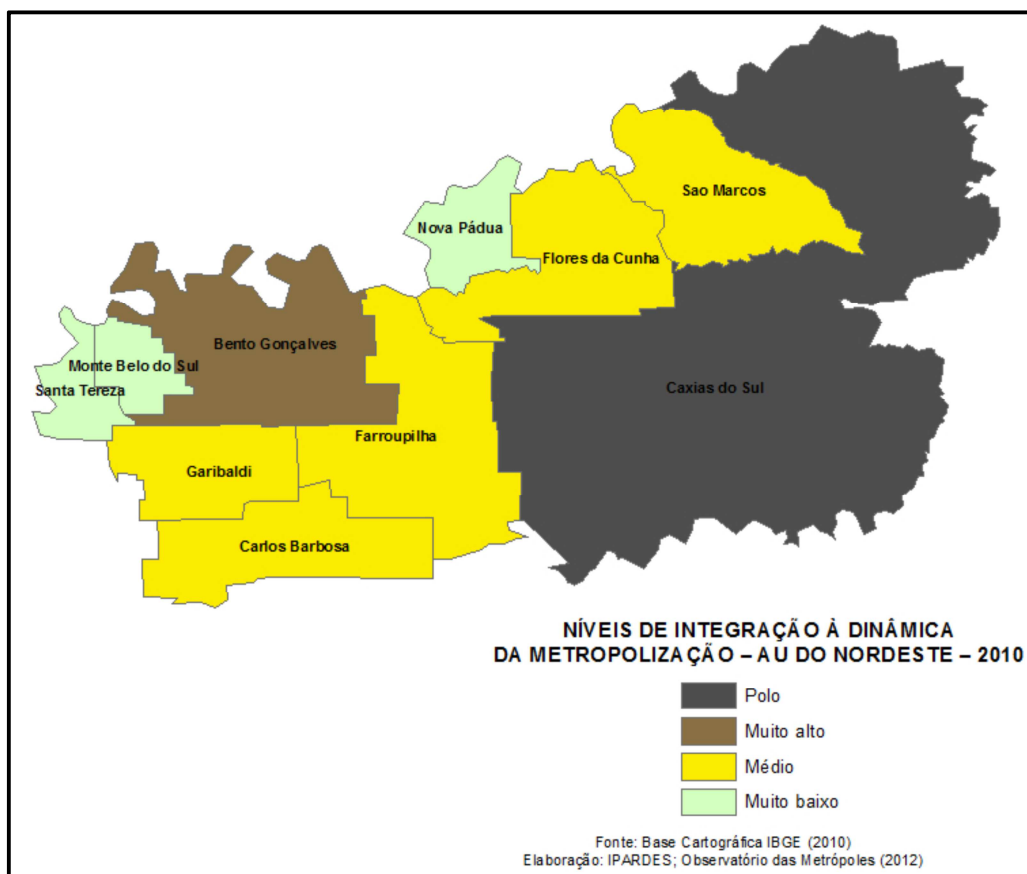 Sao Marcos
Nova Pádua
Flores da Cunha
Bento Gonçalves
Monte Belo do Sul
Santa Tereza
Caxias do Sul
Farroupilha
Garibaldi
Carlos Barbosa
NÍVEIS DE INTEGRAÇÃO À DINÂMICA
DA METROPOLIZAÇÃO – AU DO NORDESTE – 2010
Polo
Muito alto
Médio
Muito baixo
Fonte: Base Cartográfica IBGE (2010)
Elaboração: IPARDES; Observatório das Metrópoles (2012)